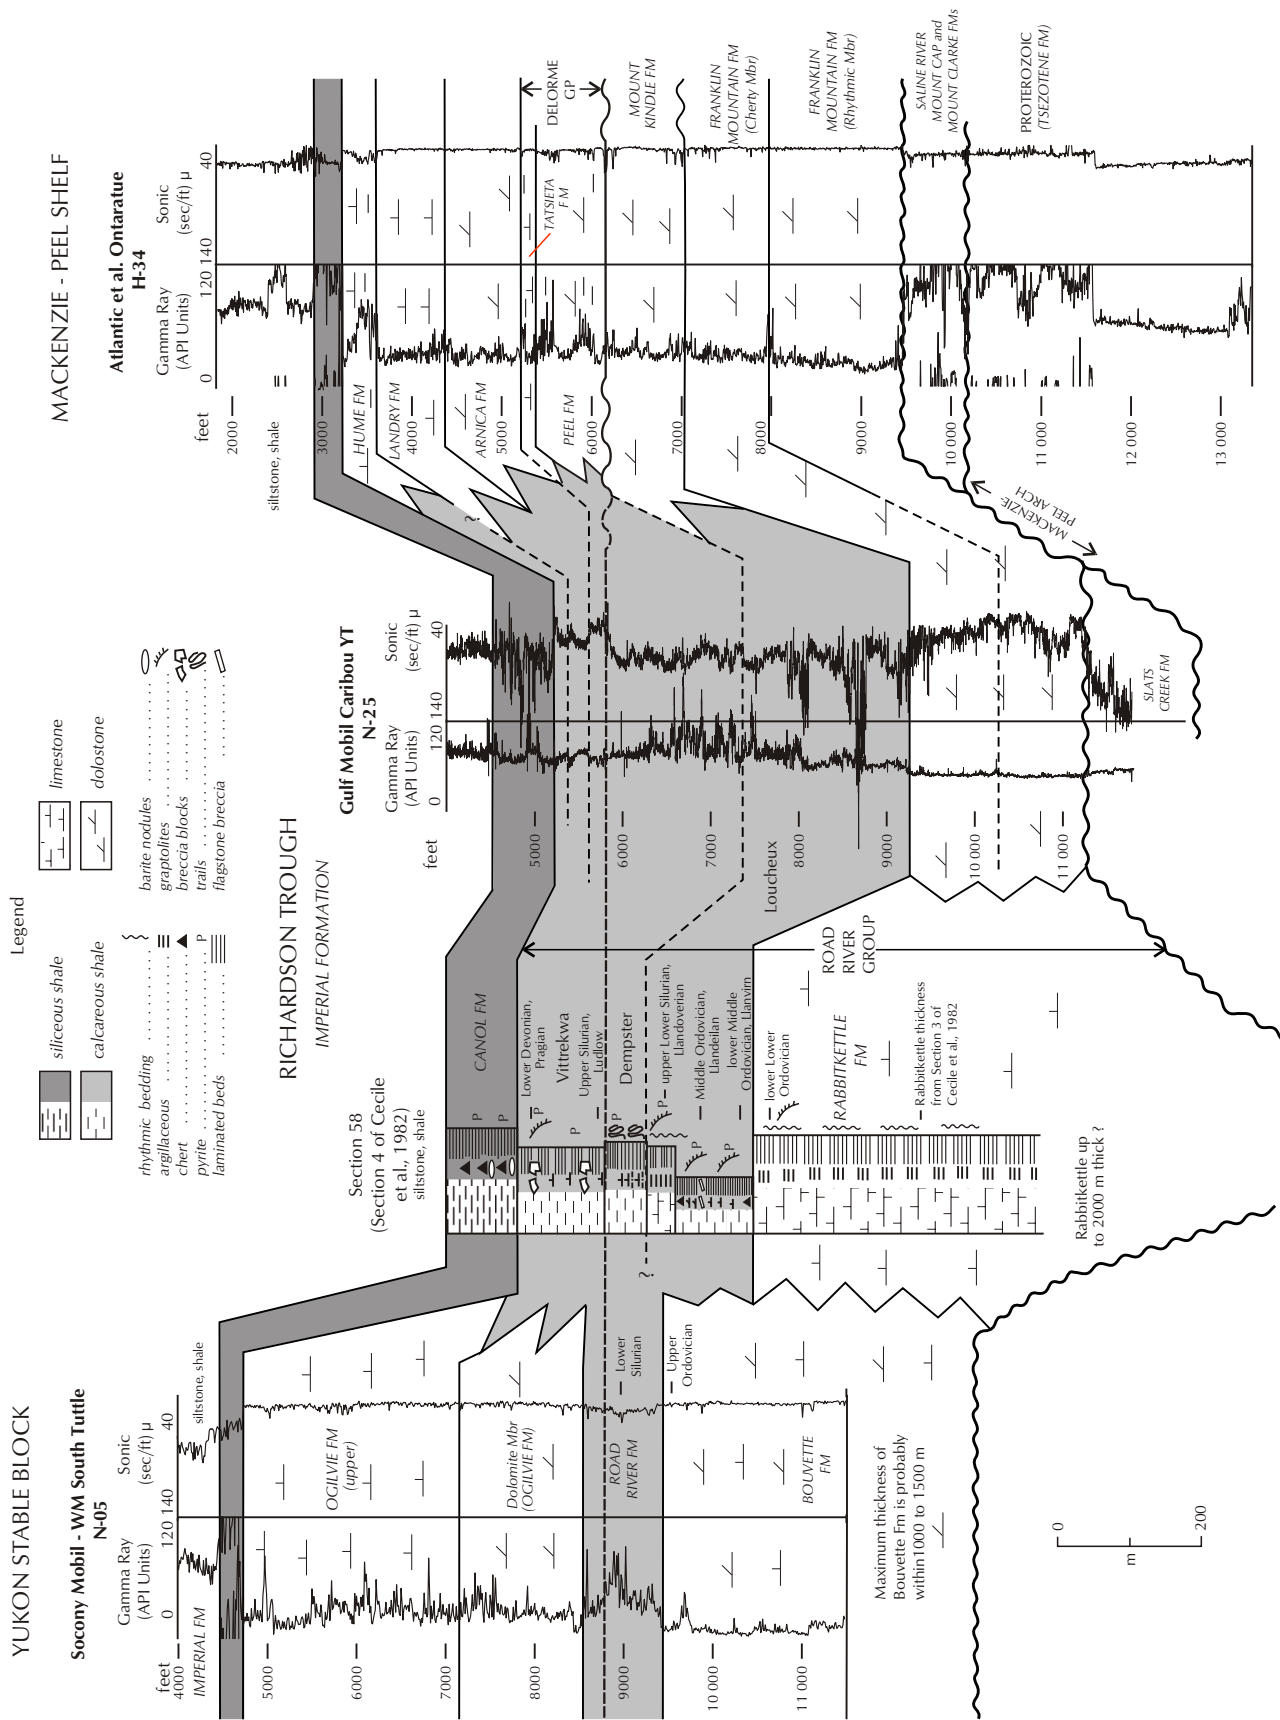 Legend
siliceous shale
calcareous shale
limestone
dolostone
rhythmic bedding
argillaceous
chert
pyrite P
laminated beds
barite nodules
graptolites
breccia blocks
trails
flagstone breccia
YUKON STABLE BLOCK
Socony Mobil - WM South Tuttle
N-05
Gamma Ray
(API Units)
Sonic
(sec/ft) µ
feet
0
120
140
40
4000
5000
6000
7000
8000
9000
10 000
11 000
IMPERIAL FM
siltstone, shale
OGILVIE FM
(upper)
Dolomite Mbr
(OGILVIE FM)
ROAD
RIVER FM
Lower
Silurian
Upper
Ordovician
BOUVETTE
FM
Maximum thickness of
Bouvette Fm is probably
within1000 to 1500 m
0
m
200
RICHARDSON TROUGH
IMPERIAL FORMATION
Section 58
(Section 4 of Cecile
et al., 1982)
siltstone, shale
CANOL FM
P
P
Lower Devonian,
Pragian
P
Vittrekwa
P
Upper Silurian,
Ludlow
Dempster
P
P
upper Lower Silurian,
Llandoverian
P
Middle Ordovician,
Llandeilan
P
lower Middle
Ordovician, Llanvirn
?
lower Lower
Ordovician
RABBITKETTLE
FM
Rabbitkettle thickness
from Section 3 of
Cecile et al., 1982
Rabbitkettle up
to 2000 m thick ?
ROAD
RIVER
GROUP
Loucheux
Gulf Mobil Caribou YT
N-25
Gamma Ray
(API Units)
Sonic
(sec/ft) µ
feet
0
120
140
40
5000
6000
7000
8000
9000
10 000
11 000
SLATS
CREEK FM
?
MACKENZIE-
PEEL ARCH
MACKENZIE - PEEL SHELF
Atlantic et al. Ontaratue
H-34
Gamma Ray
(API Units)
Sonic
(sec/ft) µ
feet
0
120
140
40
2000
3000
4000
5000
6000
7000
8000
9000
10 000
11 000
12 000
13 000
siltstone, shale
HUME FM
LANDRY FM
ARNICA FM
TATSIETA
F M
PEEL FM
DELORME
GP
MOUNT
KINDLE FM
FRANKLIN
MOUNTAIN FM
(Cherty Mbr)
FRANKLIN
MOUNTAIN FM
(Rhythmic Mbr)
SALINE RIVER
MOUNT CAP and
MOUNT CLARKE FMs
PROTEROZOIC
(TSEZOTENE FM)